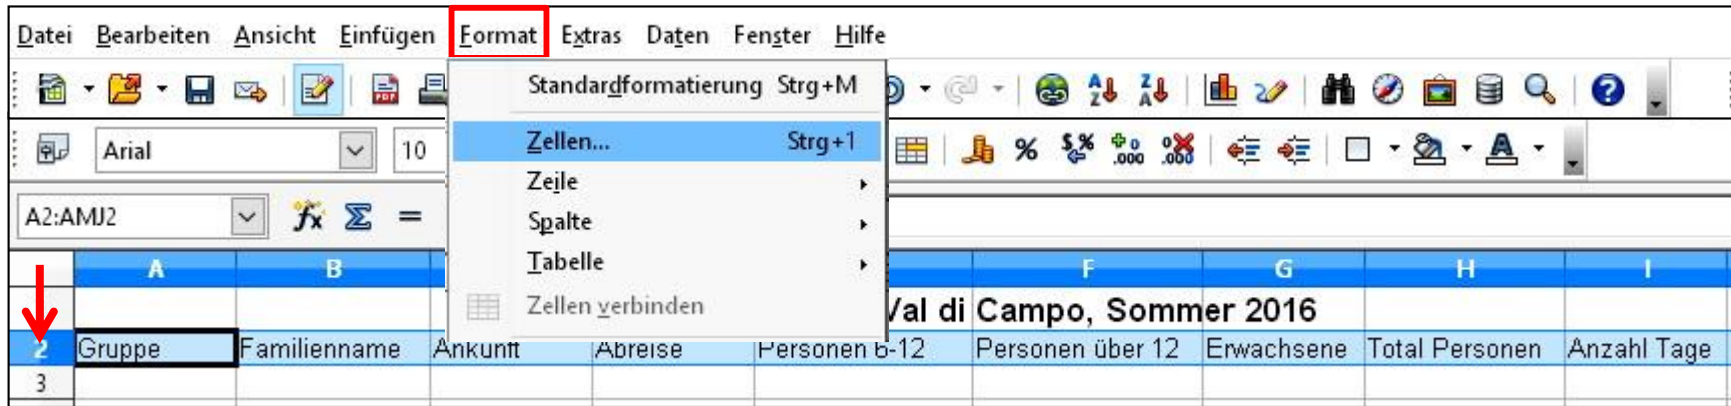 Datei Bearbeiten Ansicht Einfügen Format Extras Daten Fenster Hilfe
Standardformatierung Strg+M
Zellen... Strg+1
Zeile
Spalte
Tabelle
Zellen verbinden
Arial 10
A2:AMJ2
A B F G H I
Val di Campo, Sommer 2016
2 Gruppe Familienname Ankunft Abreise Personen 6-12 Personen über 12 Erwachsene Total Personen Anzahl Tage
3